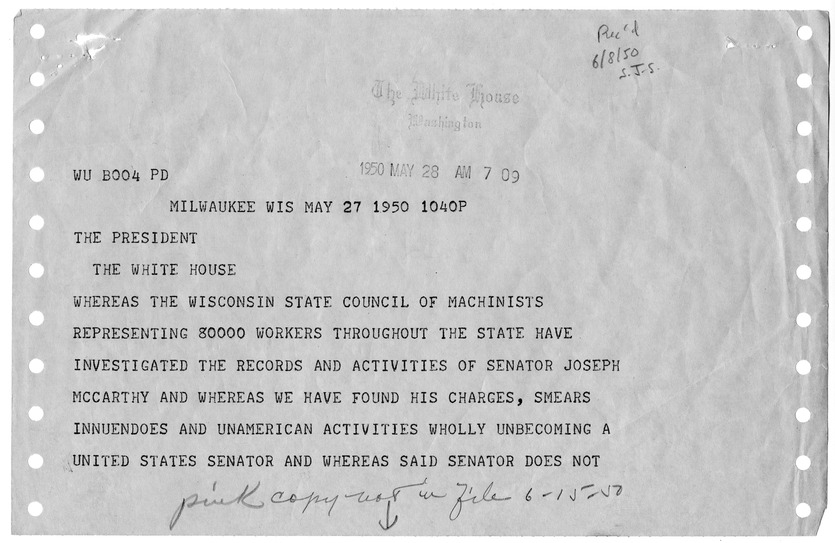 Rec'd
6/8/50
S.J.S.
The White House
Washington
1950 MAY 28 AM 7 09
WU B004 PD
MILWAUKEE WIS MAY 27 1950 1040P
THE PRESIDENT
THE WHITE HOUSE
WHEREAS THE WISCONSIN STATE COUNCIL OF MACHINISTS
REPRESENTING 80000 WORKERS THROUGHOUT THE STATE HAVE
INVESTIGATED THE RECORDS AND ACTIVITIES OF SENATOR JOSEPH
MCCARTHY AND WHEREAS WE HAVE FOUND HIS CHARGES, SMEARS
INNUENDOES AND UNAMERICAN ACTIVITIES WHOLLY UNBECOMING A
UNITED STATES SENATOR AND WHEREAS SAID SENATOR DOES NOT
pink copy not in file 6-15-50